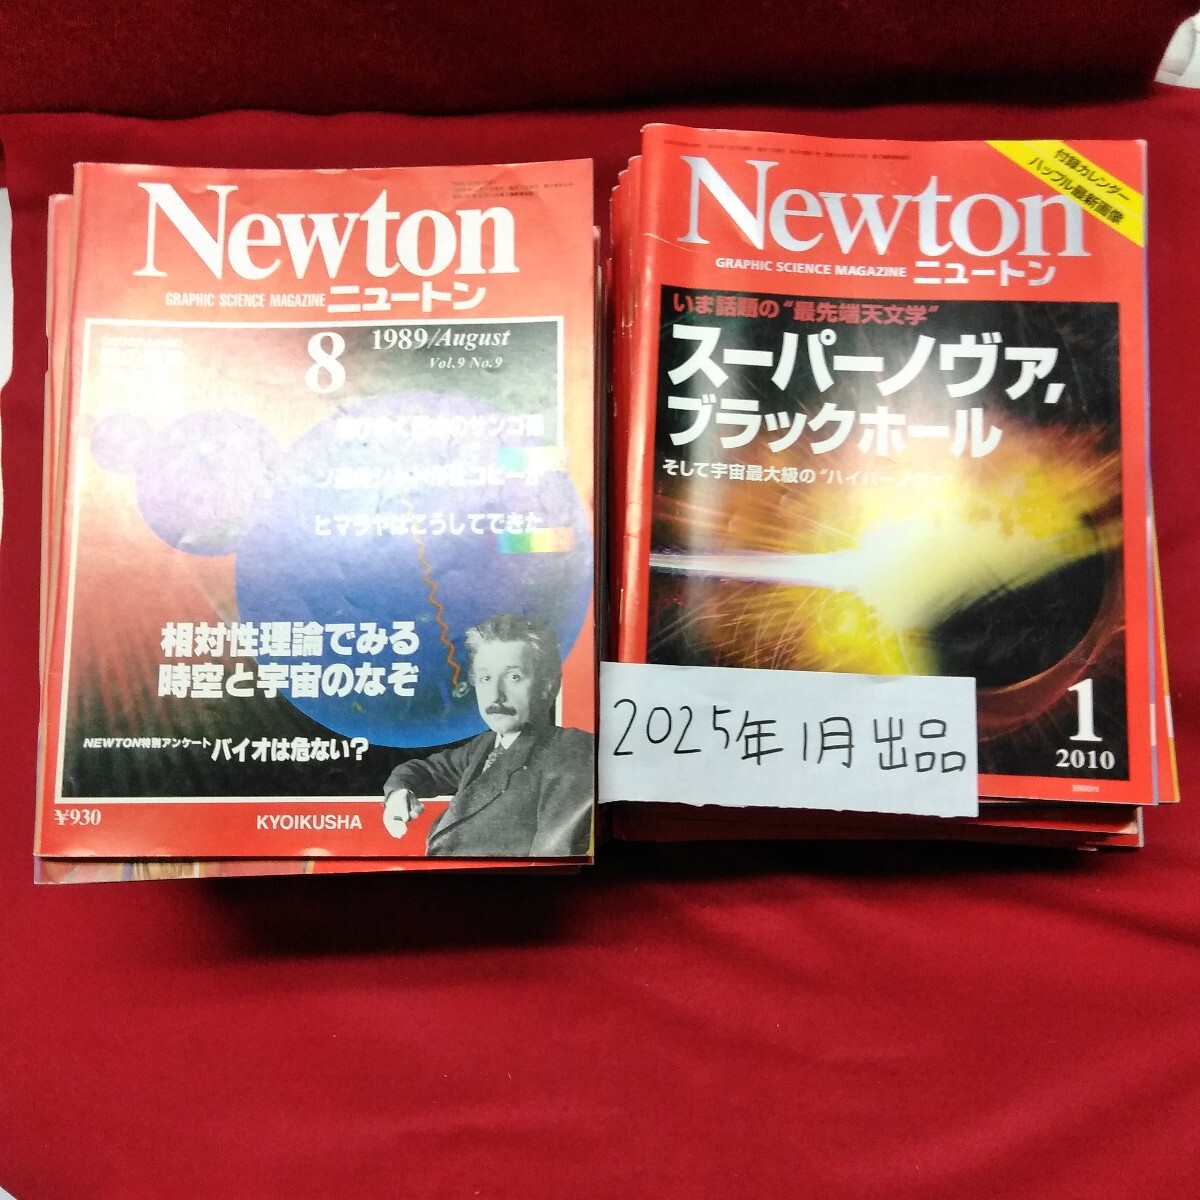 Newton
GRAPHIC SCIENCE MAGAZINE ニュートン
8
1989/August
Vol.9 No.9
ヒマラヤはこうしてできた
相対性理論でみる
時空と宇宙のなぞ
NEWTON特別アンケート バイオは危ない?
¥930
KYOIKUSHA
付録カレンダー
ハッブル最新画像
Newton
GRAPHIC SCIENCE MAGAZINE ニュートン
いま話題の“最先端天文学”
スーパーノヴァ,
ブラックホール
そして宇宙最大級の“ハイパーノヴァ”
1
2010
2025年1月出品